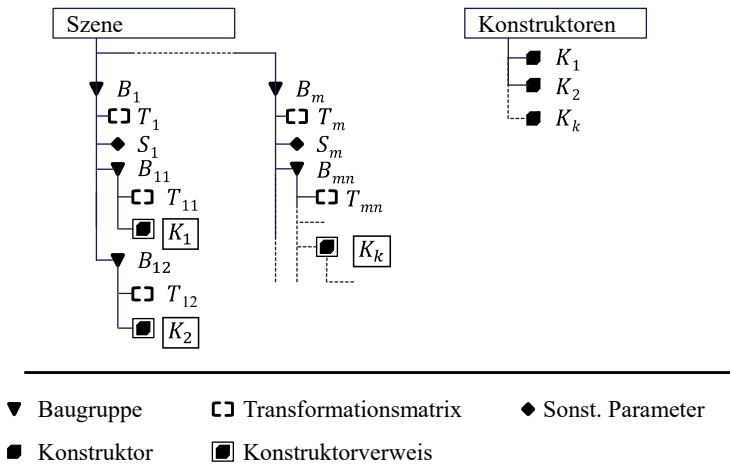 Szene
Konstruktoren
B₁
T₁
S₁
B₁₁
T₁₁
K₁
B₁₂
T₁₂
K₂
Bₘ
Tₘ
Sₘ
Bₘₙ
Tₘₙ
Kₖ
K₁
K₂
Kₖ
Baugruppe
Transformationsmatrix
Sonst. Parameter
Konstruktor
Konstruktorverweis